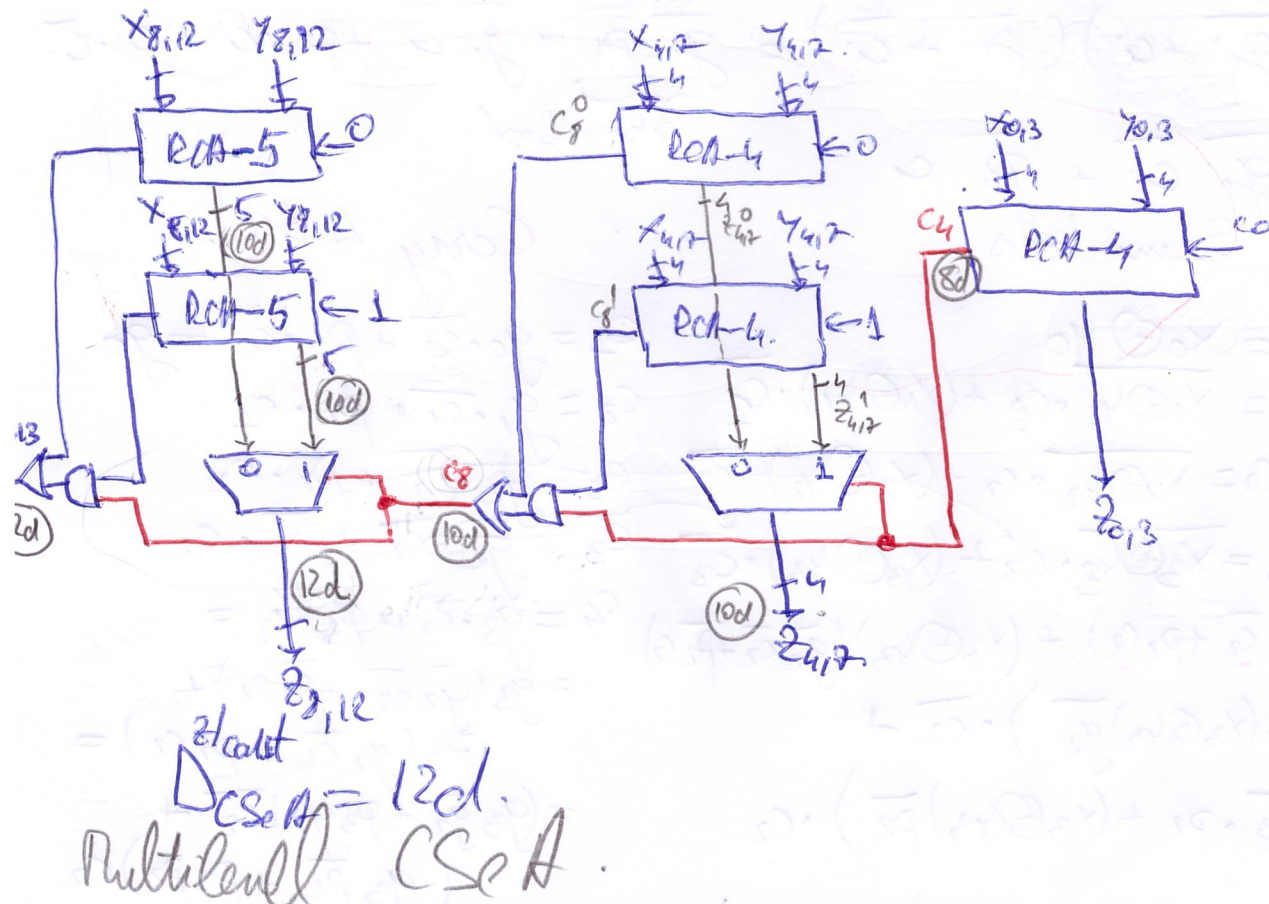 X8,12 Y8,12
X4,7 Y4,7
4 4
C8^0
RCA-5 0
RCA-4 0
X0,3 Y0,3
4 4
5
10d
4
Z4,7^0
C4
RCA-4
8d
X8,12 Y8,12
X4,7 Y4,7
4 4
RCA-5 1
C8^1
RCA-4 1
5
10d
4
Z4,7^1
13
0 1
C8
0 1
10d
Z0,3
2d
12d
4
10d
Z8,12
Z4,7
D CSeA z/cout = 12d.
Multilevel CSeA.